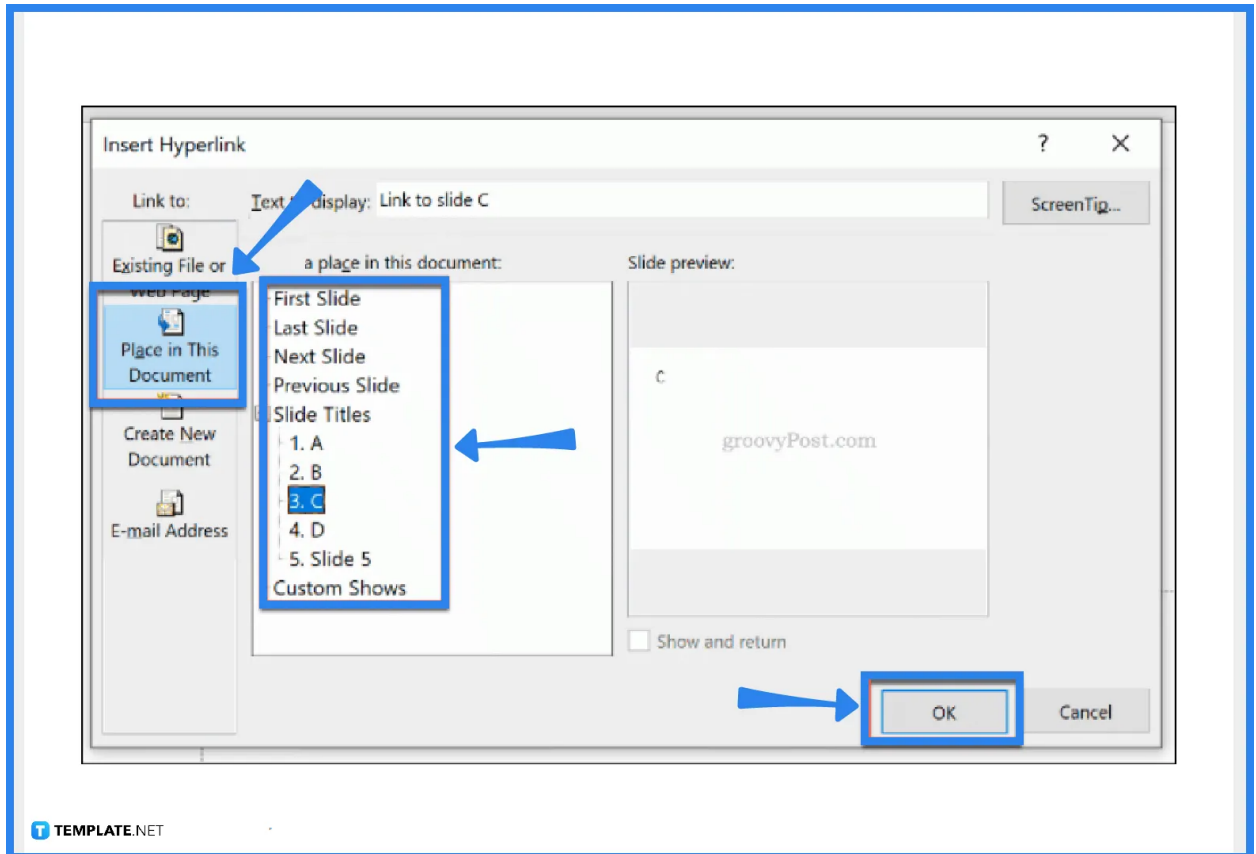 Insert Hyperlink
?
Link to:
Text display: Link to slide C
ScreenTip...
Existing File or
Web Page
a place in this document:
Slide preview:
First Slide
Last Slide
Next Slide
Previous Slide
Slide Titles
1. A
2. B
3. C
4. D
5. Slide 5
Custom Shows
Place in This
Document
Create New
Document
E-mail Address
C
groovyPost.com
Show and return
OK
Cancel
T TEMPLATE.NET